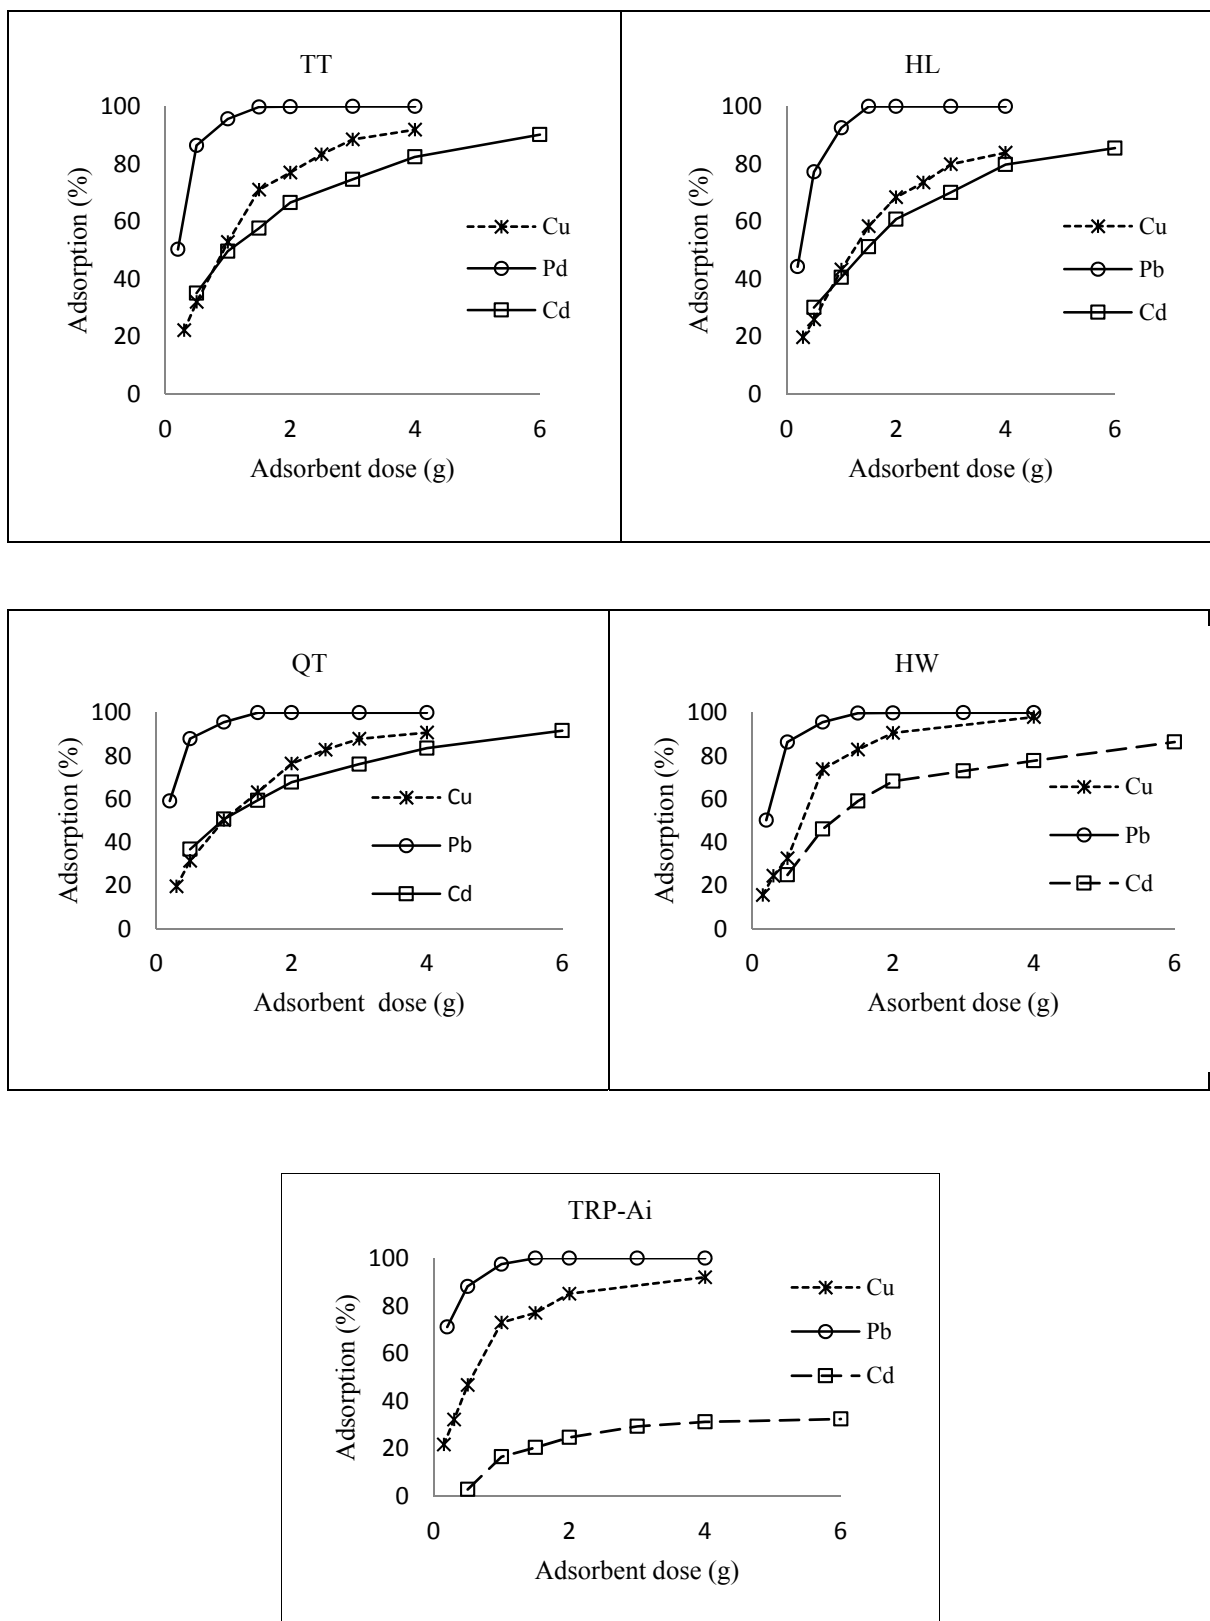 TT
100
80
60
40
20
0
Adsorption (%)
Cu
Pd
Cd
0 2 4 6
Adsorbent dose (g)
HL
100
80
60
40
20
0
Adsorption (%)
Cu
Pb
Cd
0 2 4 6
Adsorbent dose (g)
QT
100
80
60
40
20
0
Adsorption (%)
Cu
Pb
Cd
0 2 4 6
Adsorbent dose (g)
HW
100
80
60
40
20
0
Adsorption (%)
Cu
Pb
Cd
0 2 4 6
Asorbent dose (g)
TRP-Ai
100
80
60
40
20
0
Adsorption (%)
Cu
Pb
Cd
0 2 4 6
Adsorbent dose (g)